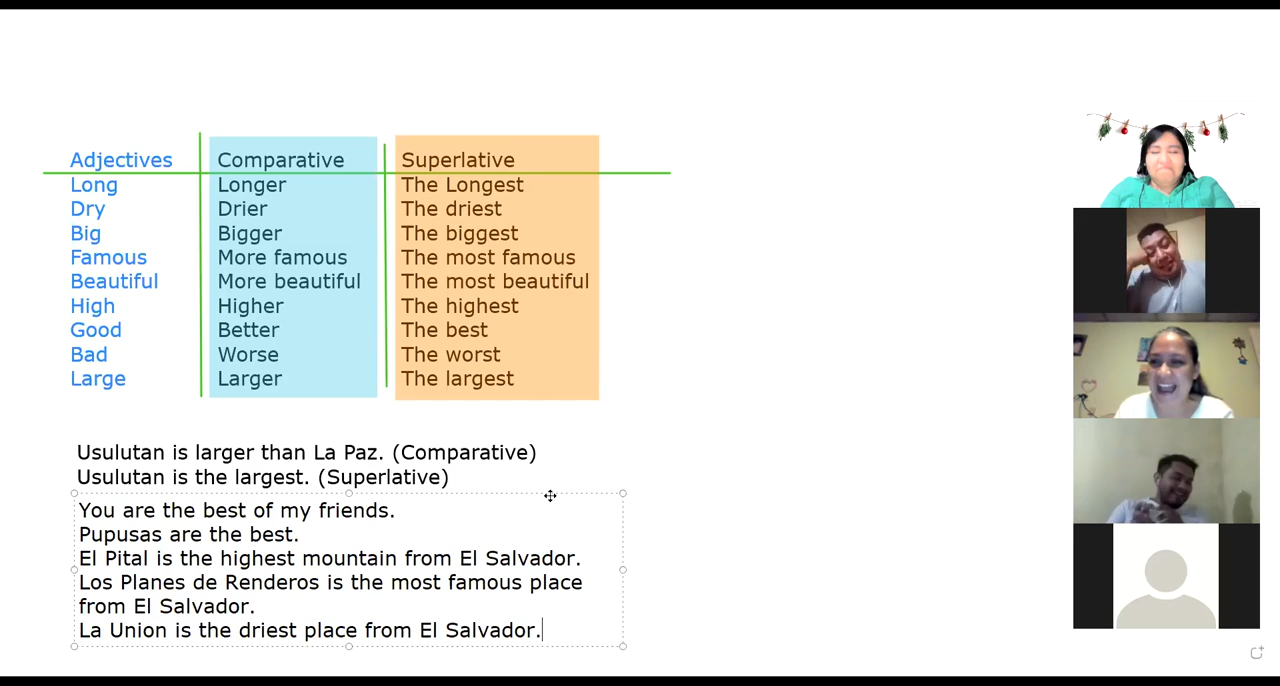 Adjectives Comparative Superlative
Long Longer The Longest
Dry Drier The driest
Big Bigger The biggest
Famous More famous The most famous
Beautiful More beautiful The most beautiful
High Higher The highest
Good Better The best
Bad Worse The worst
Large Larger The largest
Usulutan is larger than La Paz. (Comparative)
Usulutan is the largest. (Superlative)
You are the best of my friends.
Pupusas are the best.
El Pital is the highest mountain from El Salvador.
Los Planes de Renderos is the most famous place
from El Salvador.
La Union is the driest place from El Salvador.